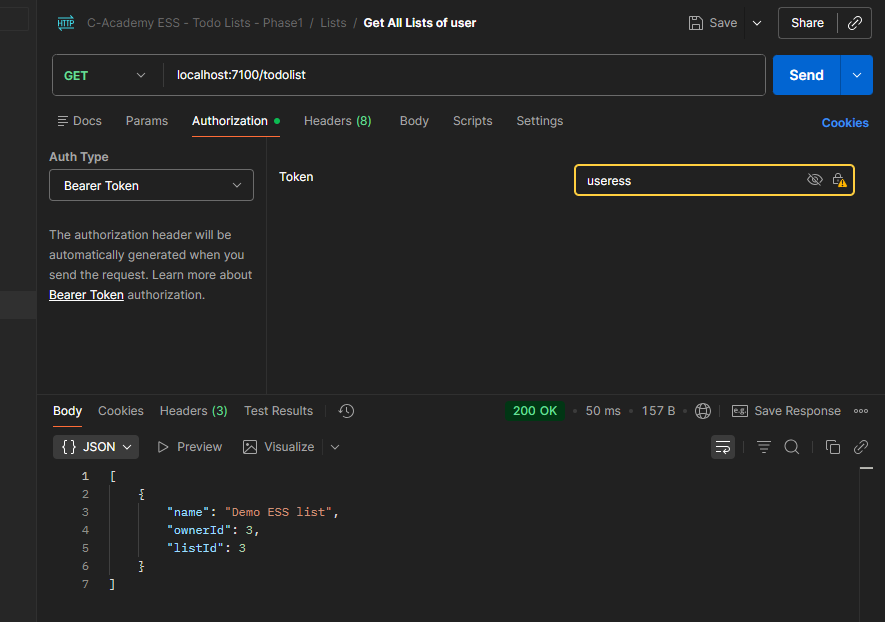 HTTP C-Academy ESS - Todo Lists - Phase1 / Lists / Get All Lists of user Save Share
GET localhost:7100/todolist Send
Docs Params Authorization Headers (8) Body Scripts Settings Cookies
Auth Type
Bearer Token
Token useress
The authorization header will be
automatically generated when you
send the request. Learn more about
Bearer Token authorization.
Body Cookies Headers (3) Test Results 200 OK • 50 ms • 157 B • e.g. Save Response
{} JSON Preview Visualize
1 [
2 {
3 "name": "Demo ESS list",
4 "ownerId": 3,
5 "listId": 3
6 }
7 ]